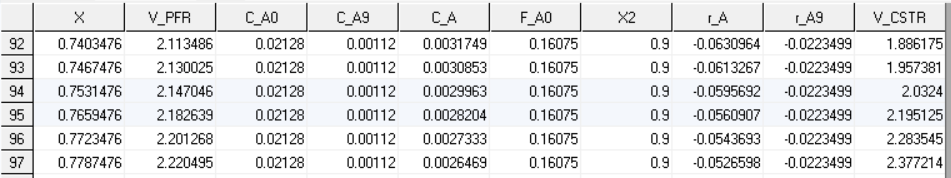 X V_PFR C_A0 C_A9 C_A F_A0 X2 r_A r_A9 V_CSTR
92 0.7403476 2.113486 0.02128 0.00112 0.0031749 0.16075 0.9 -0.0630964 -0.0223499 1.886175
93 0.7467476 2.130025 0.02128 0.00112 0.0030853 0.16075 0.9 -0.0613267 -0.0223499 1.957381
94 0.7531476 2.147046 0.02128 0.00112 0.0029963 0.16075 0.9 -0.0595692 -0.0223499 2.0324
95 0.7659476 2.182639 0.02128 0.00112 0.0028204 0.16075 0.9 -0.0560907 -0.0223499 2.195125
96 0.7723476 2.201268 0.02128 0.00112 0.0027333 0.16075 0.9 -0.0543693 -0.0223499 2.283545
97 0.7787476 2.220495 0.02128 0.00112 0.0026469 0.16075 0.9 -0.0526598 -0.0223499 2.377214